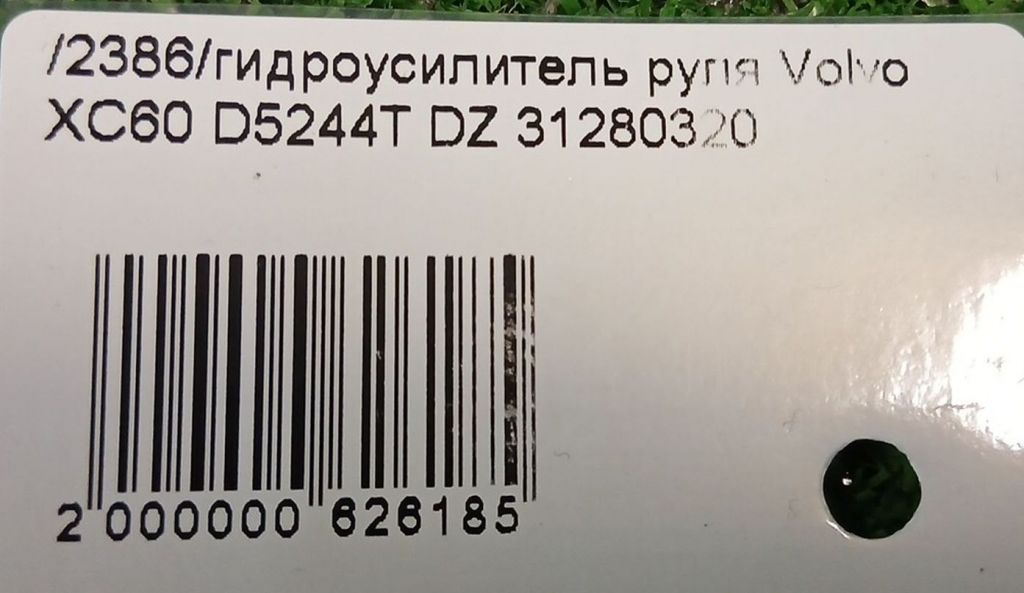 /2386/гидроусилитель руля Volvo
XC60 D5244T DZ 31280320
2 000000 626185